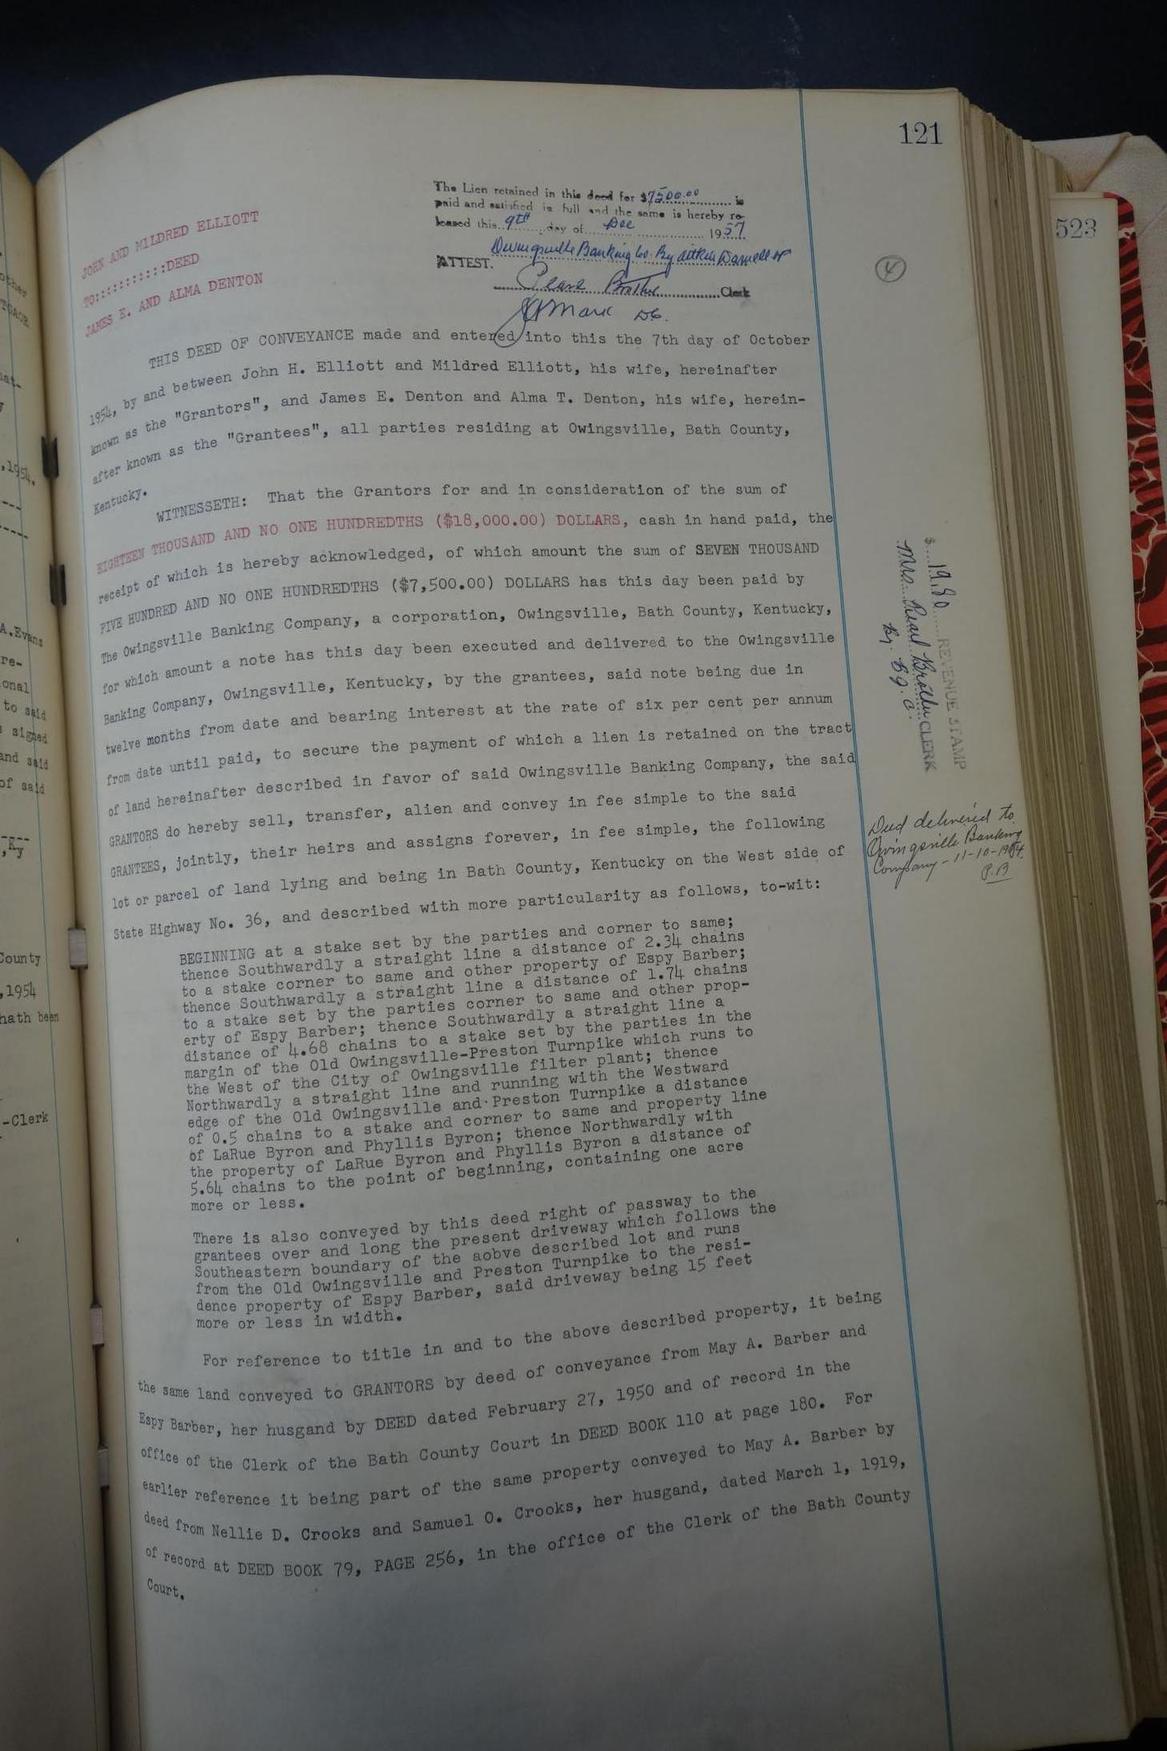 121
523
JOHN AND MILDRED ELLIOTT
TO:::::::::::DEED
JAMES E. AND ALMA DENTON
The Lien retained in this deed for $7500.00 is
paid and satisfied in full and the same is hereby re-
leased this 9th day of Dec 1957
Owingsville Banking Co. By
ATTEST.
Clerk
DC.
4
THIS DEED OF CONVEYANCE made and entered into this the 7th day of October
1954, by and between John H. Elliott and Mildred Elliott, his wife, hereinafter
known as the "Grantors", and James E. Denton and Alma T. Denton, his wife, herein-
after known as the "Grantees", all parties residing at Owingsville, Bath County,
Kentucky.
WITNESSETH: That the Grantors for and in consideration of the sum of
EIGHTEEN THOUSAND AND NO ONE HUNDREDTHS ($18,000.00) DOLLARS, cash in hand paid, the
receipt of which is hereby acknowledged, of which amount the sum of SEVEN THOUSAND
FIVE HUNDRED AND NO ONE HUNDREDTHS ($7,500.00) DOLLARS has this day been paid by
The Owingsville Banking Company, a corporation, Owingsville, Bath County, Kentucky,
for which amount a note has this day been executed and delivered to the Owingsville
Banking Company, Owingsville, Kentucky, by the grantees, said note being due in
twelve months from date and bearing interest at the rate of six per cent per annum
from date until paid, to secure the payment of which a lien is retained on the tract
of land hereinafter described in favor of said Owingsville Banking Company, the said
GRANTORS do hereby sell, transfer, alien and convey in fee simple to the said
GRANTEES, jointly, their heirs and assigns forever, in fee simple, the following
lot or parcel of land lying and being in Bath County, Kentucky on the West side of
State Highway No. 36, and described with more particularity as follows, to-wit:
BEGINNING at a stake set by the parties and corner to same;
thence Southwardly a straight line a distance of 2.34 chains
to a stake corner to same and other property of Espy Barber;
thence Southwardly a straight line a distance of 1.74 chains
to a stake set by the parties corner to same and other prop-
erty of Espy Barber; thence Southwardly a straight line a
distance of 4.68 chains to a stake set by the parties in the
margin of the Old Owingsville-Preston Turnpike which runs to
the West of the City of Owingsville filter plant; thence
Northwardly a straight line and running with the Westward
edge of the Old Owingsville and Preston Turnpike a distance
of 0.5 chains to a stake and corner to same and property line
of LaRue Byron and Phyllis Byron; thence Northwardly with
the property of LaRue Byron and Phyllis Byron a distance of
5.64 chains to the point of beginning, containing one acre
more or less.
There is also conveyed by this deed right of passway to the
grantees over and long the present driveway which follows the
Southeastern boundary of the aobve described lot and runs
from the Old Owingsville and Preston Turnpike to the resi-
dence property of Espy Barber, said driveway being 15 feet
more or less in width.
For reference to title in and to the above described property, it being
the same land conveyed to GRANTORS by deed of conveyance from May A. Barber and
Espy Barber, her husgand by DEED dated February 27, 1950 and of record in the
office of the Clerk of the Bath County Court in DEED BOOK 110 at page 180. For
earlier reference it being part of the same property conveyed to May A. Barber by
deed from Nellie D. Crooks and Samuel O. Crooks, her husgand, dated March 1, 1919,
of record at DEED BOOK 79, PAGE 256, in the office of the Clerk of the Bath County
Court.
$ 19.80 REVENUE STAMP
Mrs. Pearl CLERK
By
Deed delivered to
Owingsville Banking
Company - 11-10-1954.
P.B
,1954.
A.Evans
re-
onal
to said
signed
and said
of said
,Ky
County
,1954
hath been
-Clerk